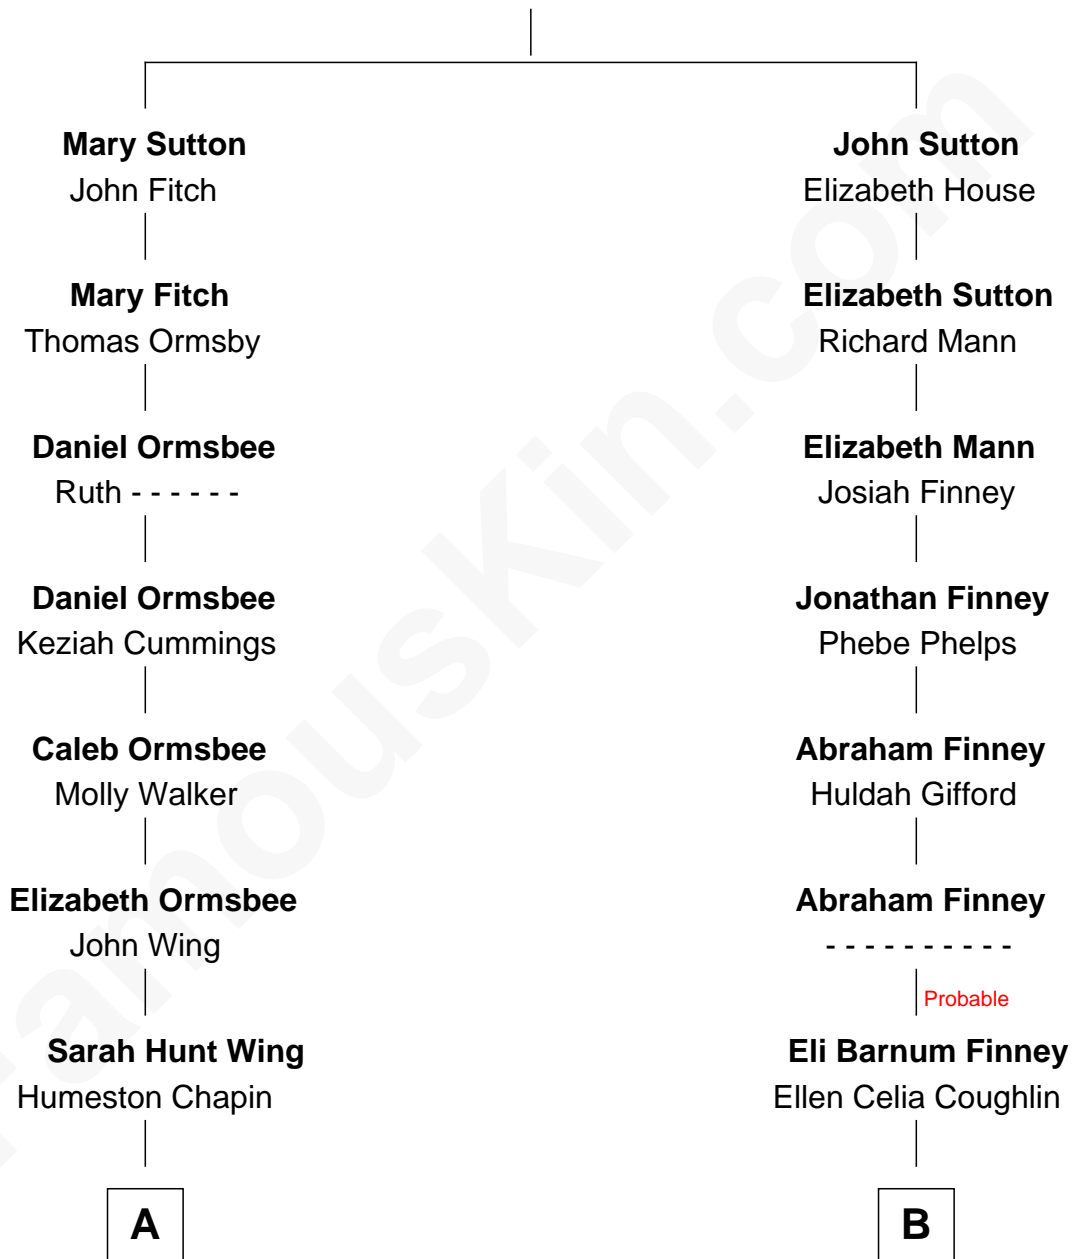 Mary Sutton
John Fitch
Mary Fitch
Thomas Ormsby
Daniel Ormsbee
Ruth - - - - - -
Daniel Ormsbee
Keziah Cummings
Caleb Ormsbee
Molly Walker
Elizabeth Ormsbee
John Wing
Sarah Hunt Wing
Humeston Chapin
A
John Sutton
Elizabeth House
Elizabeth Sutton
Richard Mann
Elizabeth Mann
Josiah Finney
Jonathan Finney
Phebe Phelps
Abraham Finney
Huldah Gifford
Abraham Finney
- - - - - - - - - -
Probable
Eli Barnum Finney
Ellen Celia Coughlin
B
FamousKin.com